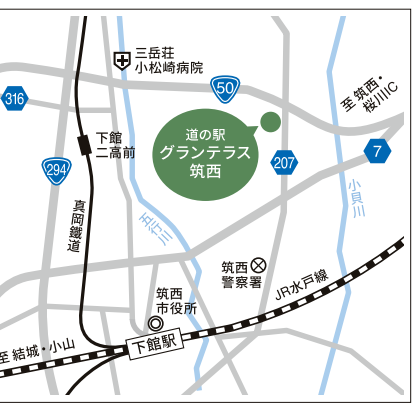 三岳荘
小松崎病院
50
至 筑西・
桜川IC
316
道の駅
グランテラス
筑西
下館
二高前
7
207
294
小貝川
真岡鐵道
五行川
筑西
警察署
JR水戸線
筑西
市役所
下館駅
至 結城・小山